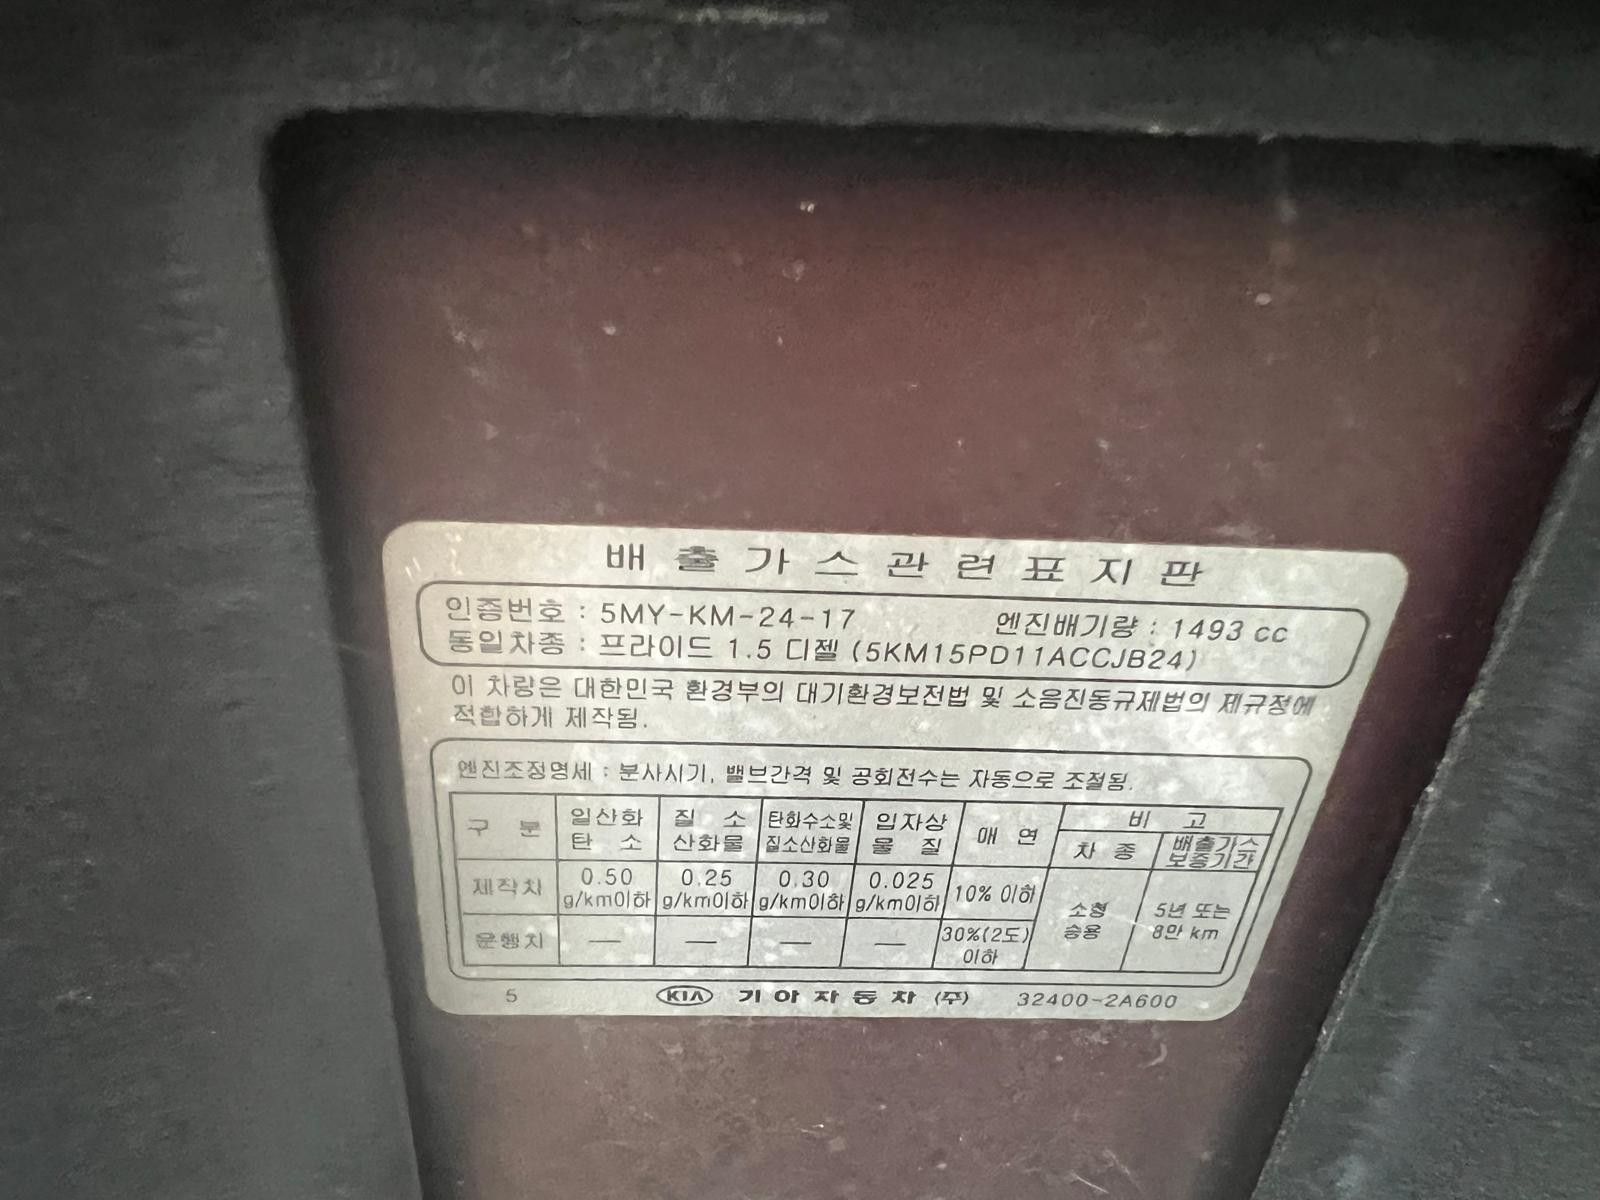 배출가스관련표지판
인증번호 : 5MY-KM-24-17 엔진배기량 : 1493 cc
동일차종 : 프라이드 1.5 디젤 (5KM15PD11ACCJB24)
이 차량은 대한민국 환경부의 대기환경보전법 및 소음진동규제법의 제규정에
적합하게 제작됨.
엔진조정명세 : 분사시기, 밸브간격 및 공회전수는 자동으로 조절됨.
구 분 일산화 탄 소 질 소 산화물 탄화수소및 질소산화물 입자상 물 질 매 연 비 고
차 종 배출가스 보증기간
제작차 0.50 g/km이하 0.25 g/km이하 0.30 g/km이하 0.025 g/km이하 10% 이하 소형 승용 5년 또는 8만 km
운행차 — — — — 30%(2도) 이하
5 KIA 기아자동차 (주) 32400-2A600